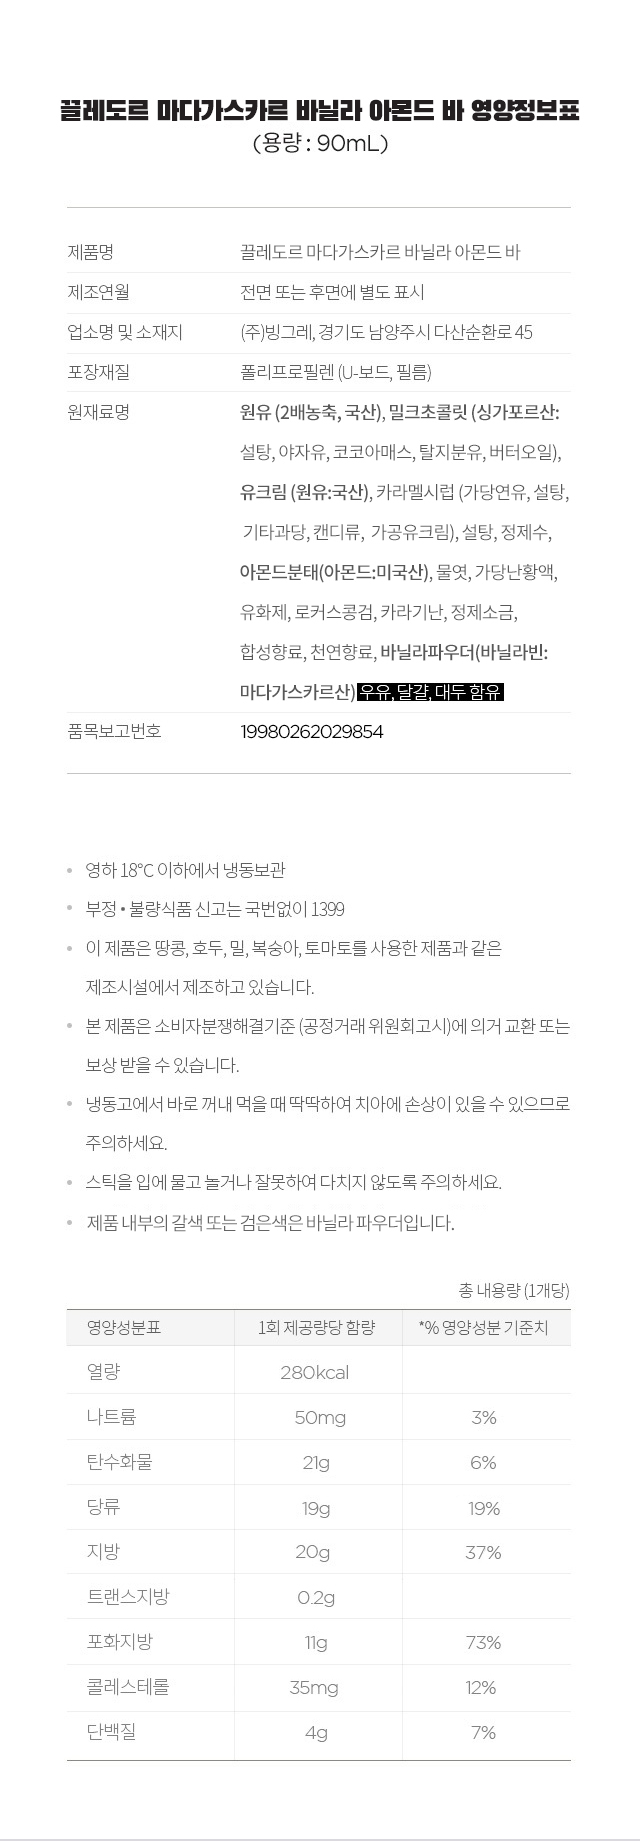 끌레도르 마다가스카르 바닐라 아몬드 바 영양정보표
(용량 : 90mL)
제품명 끌레도르 마다가스카르 바닐라 아몬드 바
제조연월 전면 또는 후면에 별도 표시
업소명 및 소재지 (주)빙그레, 경기도 남양주시 다산순환로 45
포장재질 폴리프로필렌 (U-보드, 필름)
원재료명 원유 (2배농축, 국산), 밀크초콜릿 (싱가포르산:
설탕, 야자유, 코코아매스, 탈지분유, 버터오일),
유크림 (원유:국산), 카라멜시럽 (가당연유, 설탕,
기타과당, 캔디류, 가공유크림), 설탕, 정제수,
아몬드분태(아몬드:미국산), 물엿, 가당난황액,
유화제, 로커스콩검, 카라기난, 정제소금,
합성향료, 천연향료, 바닐라파우더(바닐라빈:
마다가스카르산) 우유, 달걀, 대두 함유
품목보고번호 19980262029854
• 영하 18℃ 이하에서 냉동보관
• 부정 • 불량식품 신고는 국번없이 1399
• 이 제품은 땅콩, 호두, 밀, 복숭아, 토마토를 사용한 제품과 같은
제조시설에서 제조하고 있습니다.
• 본 제품은 소비자분쟁해결기준 (공정거래 위원회고시)에 의거 교환 또는
보상 받을 수 있습니다.
• 냉동고에서 바로 꺼내 먹을 때 딱딱하여 치아에 손상이 있을 수 있으므로
주의하세요.
• 스틱을 입에 물고 놀거나 잘못하여 다치지 않도록 주의하세요.
• 제품 내부의 갈색 또는 검은색은 바닐라 파우더입니다.
총 내용량 (1개당)
영양성분표 1회 제공량당 함량 *% 영양성분 기준치
열량 280kcal
나트륨 50mg 3%
탄수화물 21g 6%
당류 19g 19%
지방 20g 37%
트랜스지방 0.2g
포화지방 11g 73%
콜레스테롤 35mg 12%
단백질 4g 7%